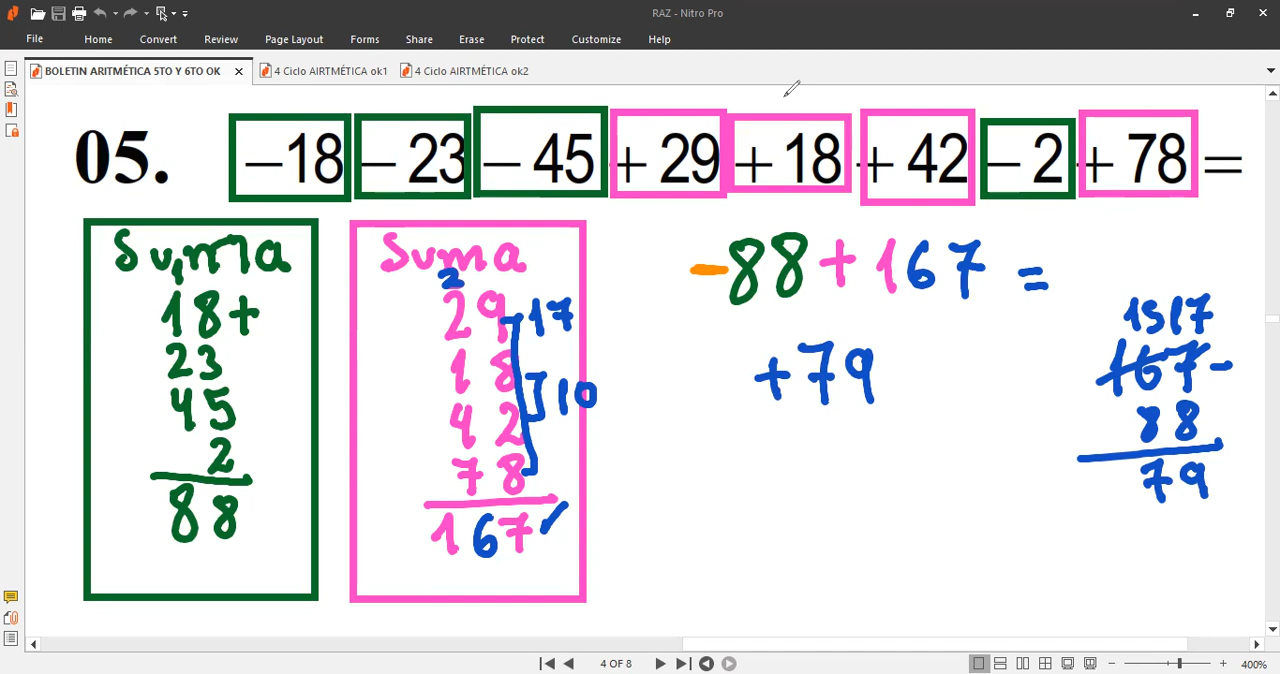 RAZ - Nitro Pro
File Home Convert Review Page Layout Forms Share Erase Protect Customize Help
BOLETIN ARITMÉTICA 5TO Y 6TO OK × 4 Ciclo AIRTMÉTICA ok1 4 Ciclo AIRTMÉTICA ok2
05. −18 − 23 − 45 + 29 + 18 + 42 − 2 + 78 =
Suma
18+
23
45
2
88
Suma
2
29
18
42
78
167
17
10
-88+167=
+79
1517
167-
88
79
4 OF 8
400%